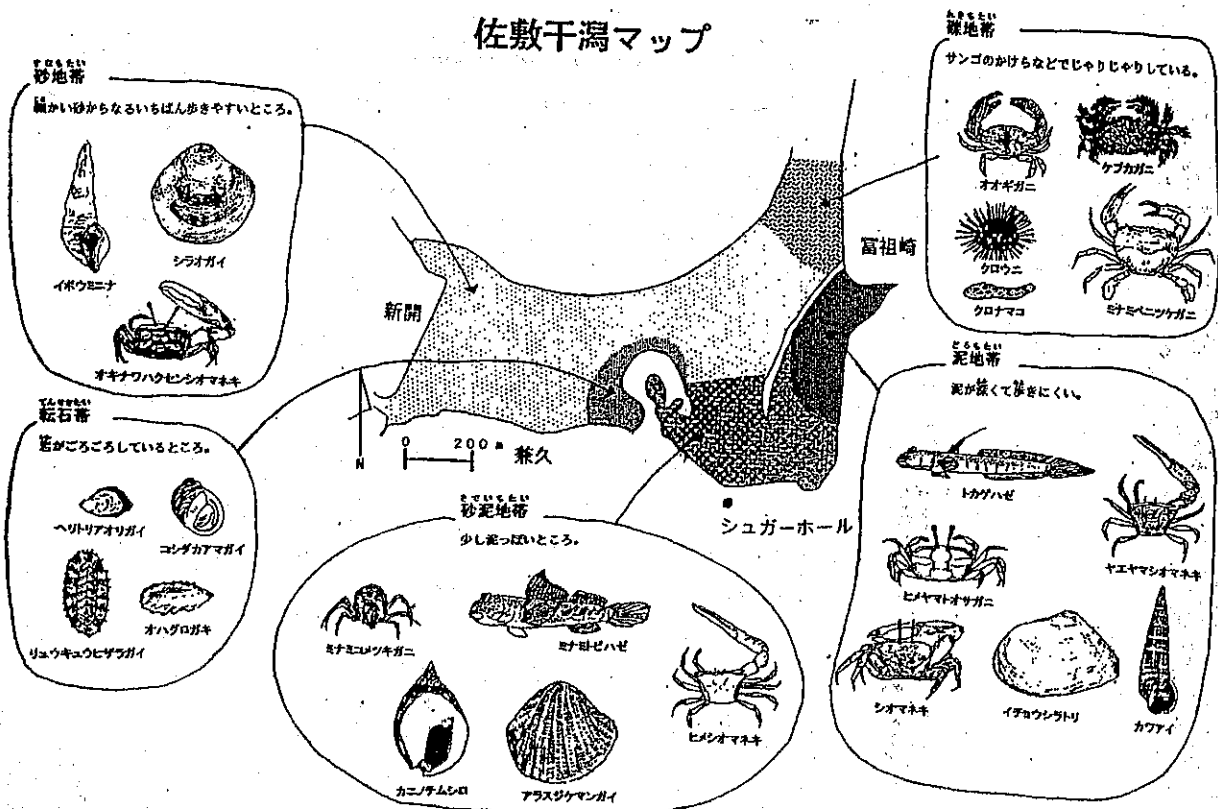 佐敷干潟マップ
すなちたい
砂地帯
細かい砂からなるいちばん歩きやすいところ。
イボウミニナ
シラオガイ
オキナワハクセンシオマネキ
てんせきたい
転石帯
岩がごろごろしているところ。
ヘリトリアオリガイ
コシダカアマガイ
リュウキュウヒザラガイ
オハグロガキ
新開
N
0 200m
兼久
冨祖崎
シュガーホール
さでいちたい
砂泥地帯
少し泥っぽいところ。
ミナミコメツキガニ
ミナミトビハゼ
ヒメシオマネキ
カニノテムシロ
アラスジケマンガイ
れきちたい
礫地帯
サンゴのかけらなどでじゃりじゃりしている。
オオギガニ
ケブカガニ
クロウニ
クロナマコ
ミナミベニツケガニ
どろちたい
泥地帯
泥が深くて歩きにくい。
トカゲハゼ
ヤエヤマシオマネキ
ヒメヤマトオサガニ
シオマネキ
イチョウシラトリ
カワアイ